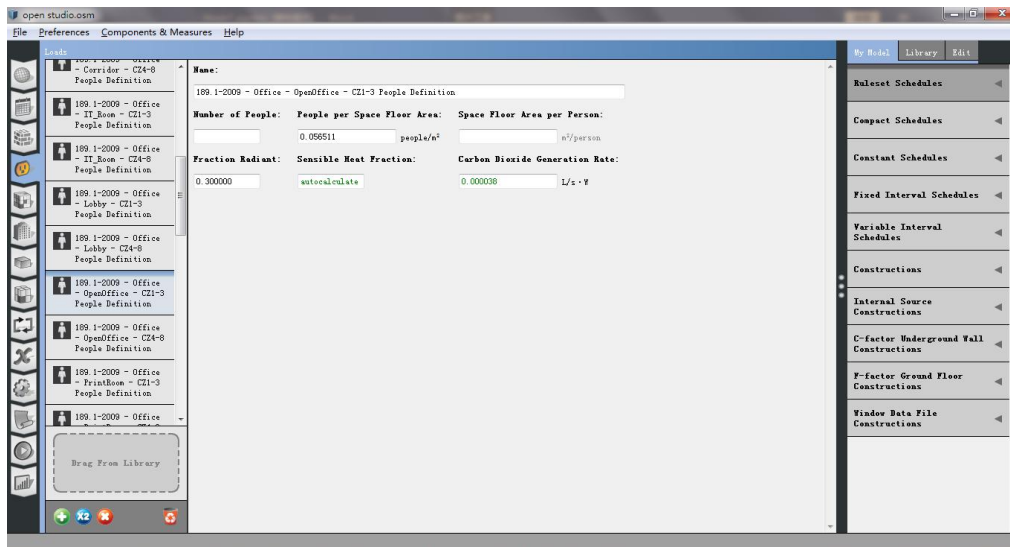 open studio.osm
File Preferences Components & Measures Help
Loads
My Model Library Edit
- Corridor - CZ4-8
People Definition
189.1-2009 - Office
- IT_Room - CZ1-3
People Definition
189.1-2009 - Office
- IT_Room - CZ4-8
People Definition
189.1-2009 - Office
- Lobby - CZ1-3
People Definition
189.1-2009 - Office
- Lobby - CZ4-8
People Definition
189.1-2009 - Office
- OpenOffice - CZ1-3
People Definition
189.1-2009 - Office
- OpenOffice - CZ4-8
People Definition
189.1-2009 - Office
- PrintRoom - CZ1-3
People Definition
189.1-2009 - Office
Drag From Library
x2
Name:
189.1-2009 - Office - OpenOffice - CZ1-3 People Definition
Number of People: People per Space Floor Area: Space Floor Area per Person:
0.056511 people/m² m²/person
Fraction Radiant: Sensible Heat Fraction: Carbon Dioxide Generation Rate:
0.300000 autocalculate 0.000038 L/s·W
Ruleset Schedules
Compact Schedules
Constant Schedules
Fixed Interval Schedules
Variable Interval
Schedules
Constructions
Internal Source
Constructions
C-factor Underground Wall
Constructions
F-factor Ground Floor
Constructions
Window Data File
Constructions